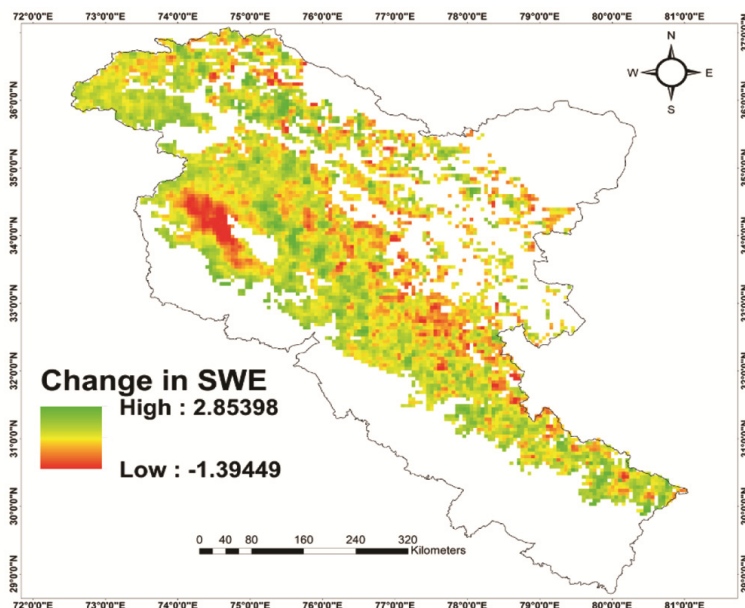 72°0'0"E 73°0'0"E 74°0'0"E 75°0'0"E 76°0'0"E 77°0'0"E 78°0'0"E 79°0'0"E 80°0'0"E 81°0'0"E
37°0'0"N
N
W E
S
36°0'0"N
35°0'0"N
34°0'0"N
33°0'0"N
32°0'0"N
Change in SWE
High : 2.85398
31°0'0"N
Low : -1.39449
30°0'0"N
0 40 80 160 240 320
Kilometers
29°0'0"N
72°0'0"E 73°0'0"E 74°0'0"E 75°0'0"E 76°0'0"E 77°0'0"E 78°0'0"E 79°0'0"E 80°0'0"E 81°0'0"E